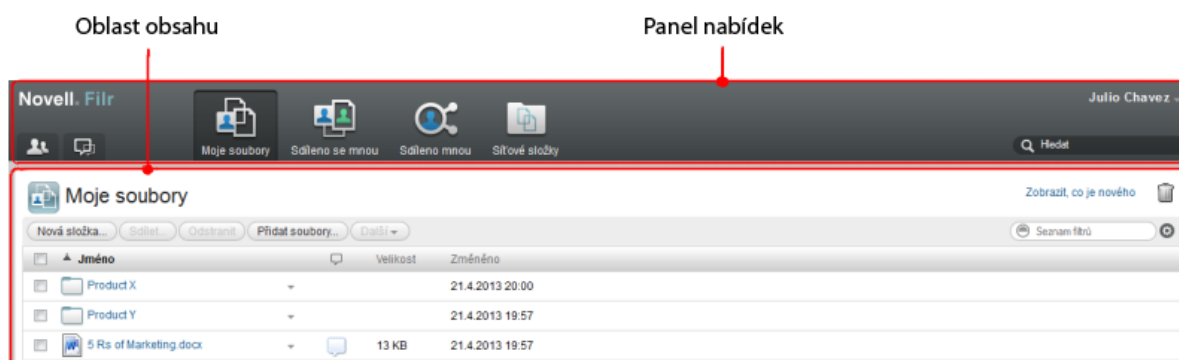 Oblast obsahu
Panel nabídek
Novell® Filr
Julio Chavez
Moje soubory
Sdíleno se mnou
Sdíleno mnou
Síťové složky
Hledat
Moje soubory
Zobrazit, co je nového
Nová složka...
Sdílet...
Odstranit
Přidat soubory...
Další
Seznam filtrů
Jméno
Velikost
Změněno
Product X
21.4.2013 20:00
Product Y
21.4.2013 19:57
5 Rs of Marketing.docx
13 KB
21.4.2013 19:57